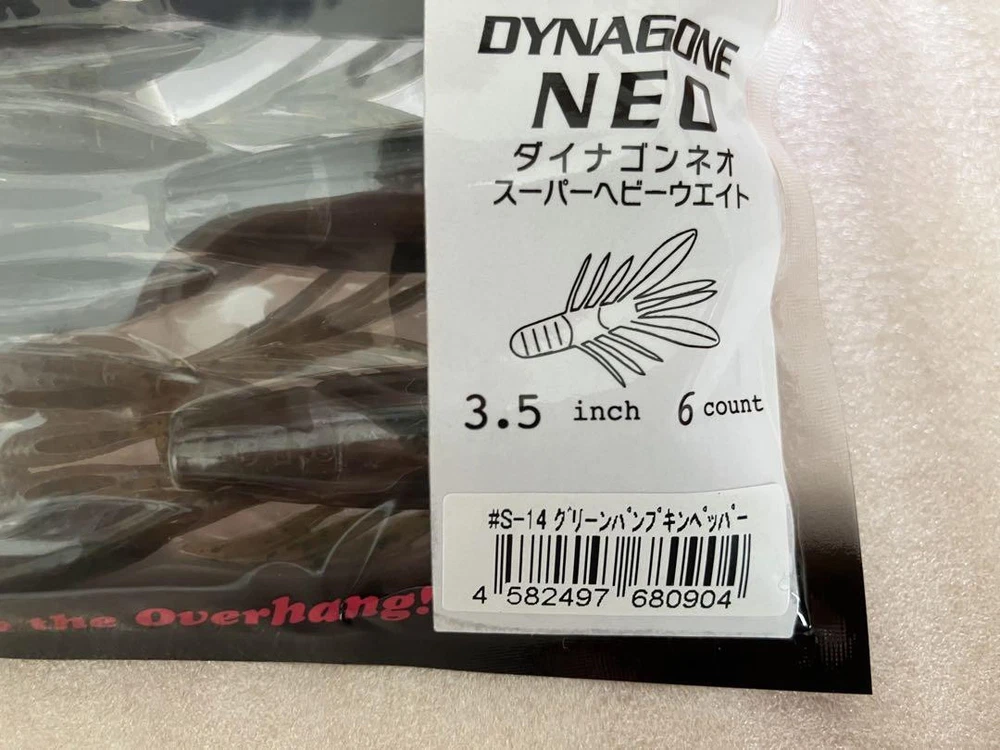 DYNAGONE
NEO
ダイナゴンネオ
スーパーヘビーウエイト
3.5 inch 6 count
#S-14 グリーンパンプキンペッパー
4 582497 680904
the Overhang!